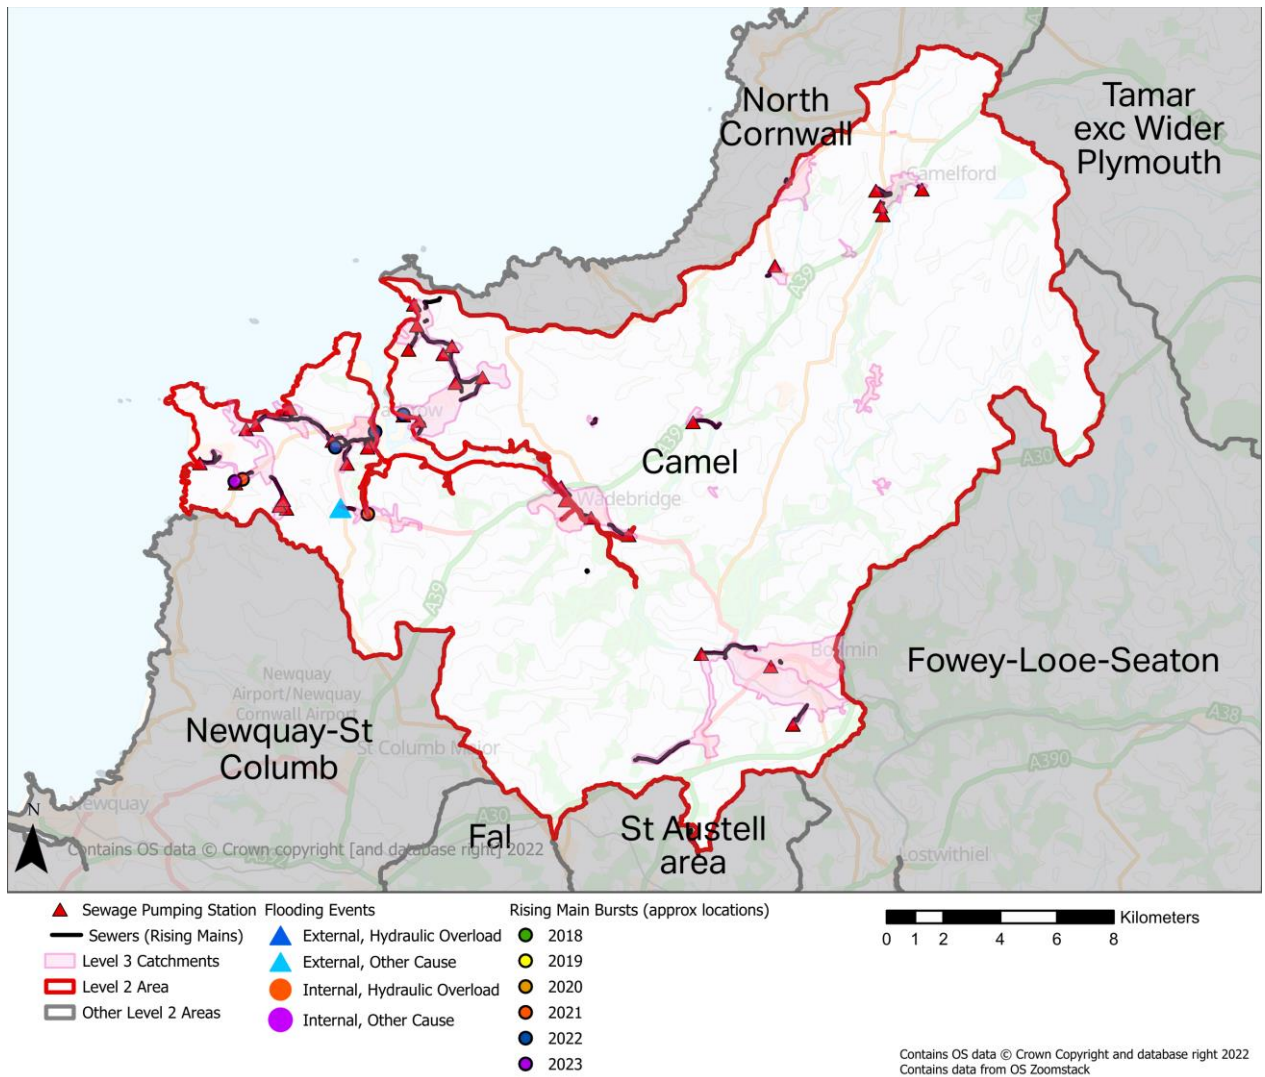 North
Cornwall
Tamar
exc Wider
Plymouth
Camelford
A39
A39
Camel
A30
Wadebridge
A39
Bodmin
Fowey-Looe-Seaton
Newquay
Airport/Newquay
Cornwall Airport
Newquay-St
Columb
St Columb Major
A38
A390
Newquay
N
A30
Fal
St Austell
area
Lostwithiel
Contains OS data © Crown copyright [and database right] 2022
Sewage Pumping Station
Sewers (Rising Mains)
Level 3 Catchments
Level 2 Area
Other Level 2 Areas
Flooding Events
External, Hydraulic Overload
External, Other Cause
Internal, Hydraulic Overload
Internal, Other Cause
Rising Main Bursts (approx locations)
2018
2019
2020
2021
2022
2023
Kilometers
0 1 2 4 6 8
Contains OS data © Crown Copyright and database right 2022
Contains data from OS Zoomstack